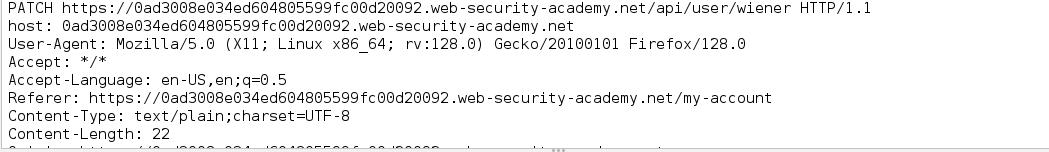 PATCH https://0ad3008e034ed604805599fc00d20092.web-security-academy.net/api/user/wiener HTTP/1.1
host: 0ad3008e034ed604805599fc00d20092.web-security-academy.net
User-Agent: Mozilla/5.0 (X11; Linux x86_64; rv:128.0) Gecko/20100101 Firefox/128.0
Accept: */*
Accept-Language: en-US,en;q=0.5
Referer: https://0ad3008e034ed604805599fc00d20092.web-security-academy.net/my-account
Content-Type: text/plain;charset=UTF-8
Content-Length: 22